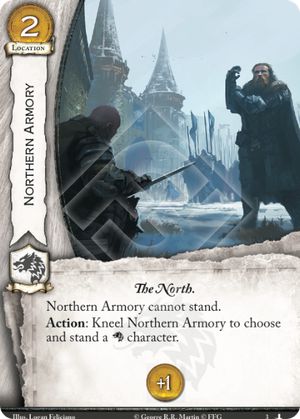 2
LOCATION
NORTHERN ARMORY
The North.
Northern Armory cannot stand.
Action: Kneel Northern Armory to choose
and stand a character.
+1
Illus. Logan Feliciano
© George R.R. Martin © FFG